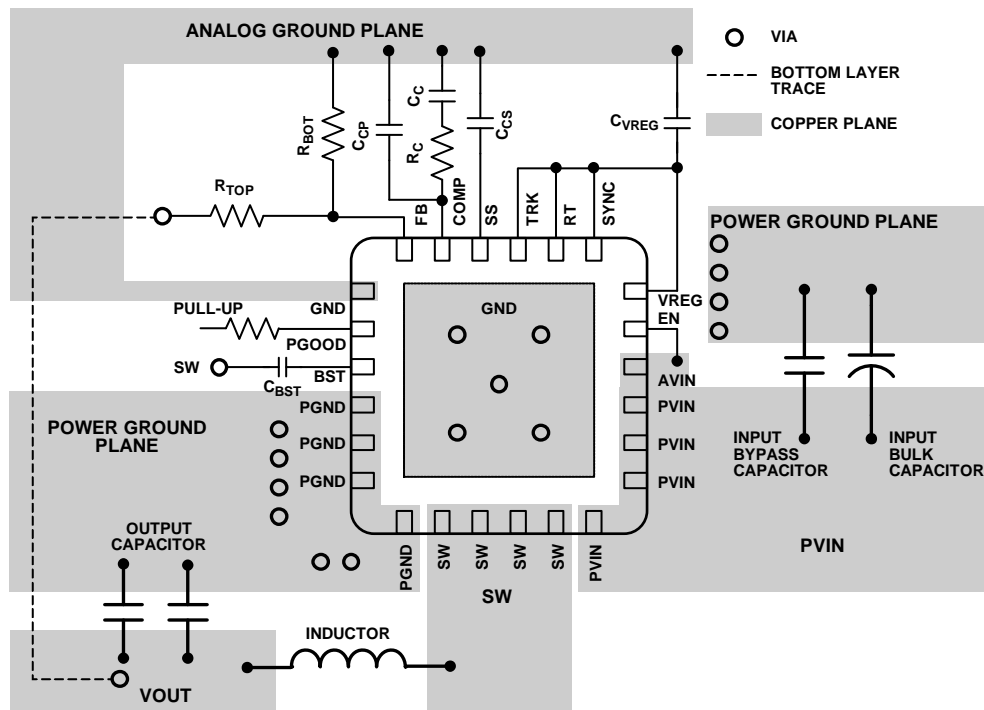 ANALOG GROUND PLANE
VIA
BOTTOM LAYER
TRACE
COPPER PLANE
RBOT
CCP
CC
RC
CCS
CVREG
RTOP
FB
COMP
SS
TRK
RT
SYNC
POWER GROUND PLANE
GND
PULL-UP
PGOOD
SW
CBST
BST
GND
VREG
EN
AVIN
PGND
PGND
PGND
PVIN
PVIN
PVIN
POWER GROUND
PLANE
INPUT
BYPASS
CAPACITOR
INPUT
BULK
CAPACITOR
OUTPUT
CAPACITOR
PGND
SW
SW
SW
SW
PVIN
PVIN
SW
INDUCTOR
VOUT